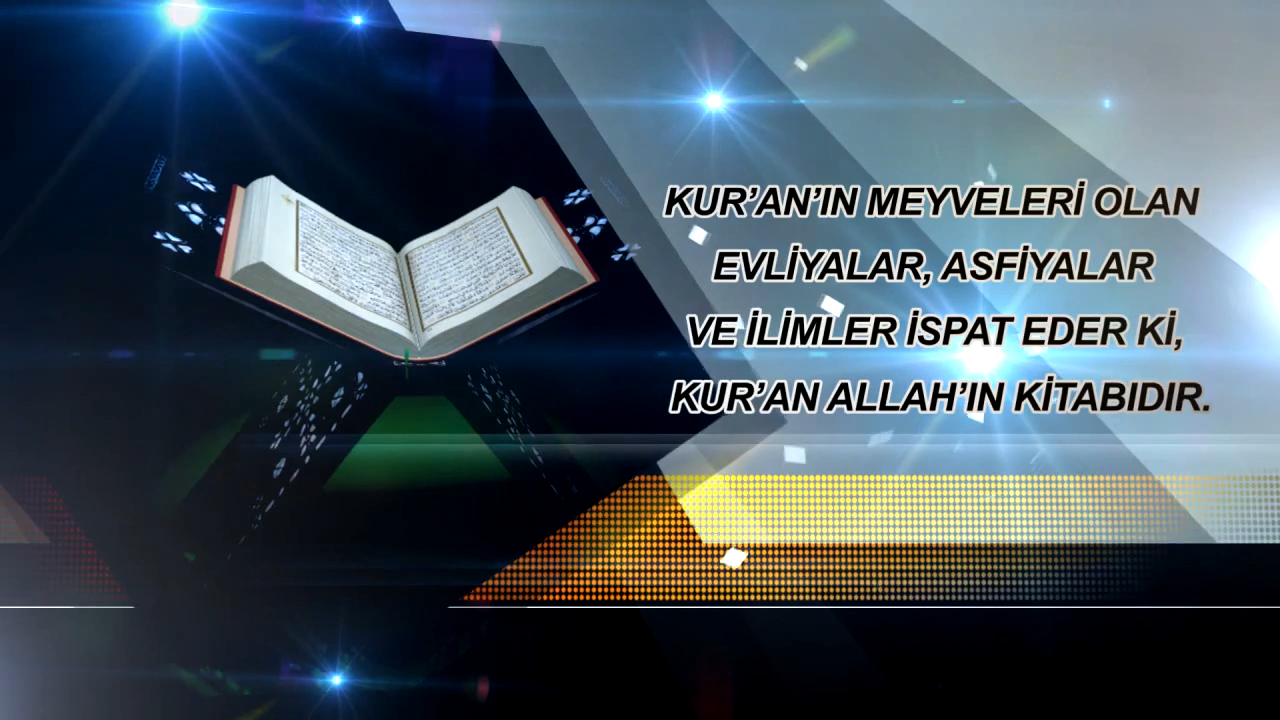 KUR’AN’IN MEYVELERİ OLAN
EVLİYALAR, ASFİYALAR
VE İLİMLER İSPAT EDER Kİ,
KUR’AN ALLAH’IN KİTABIDIR.